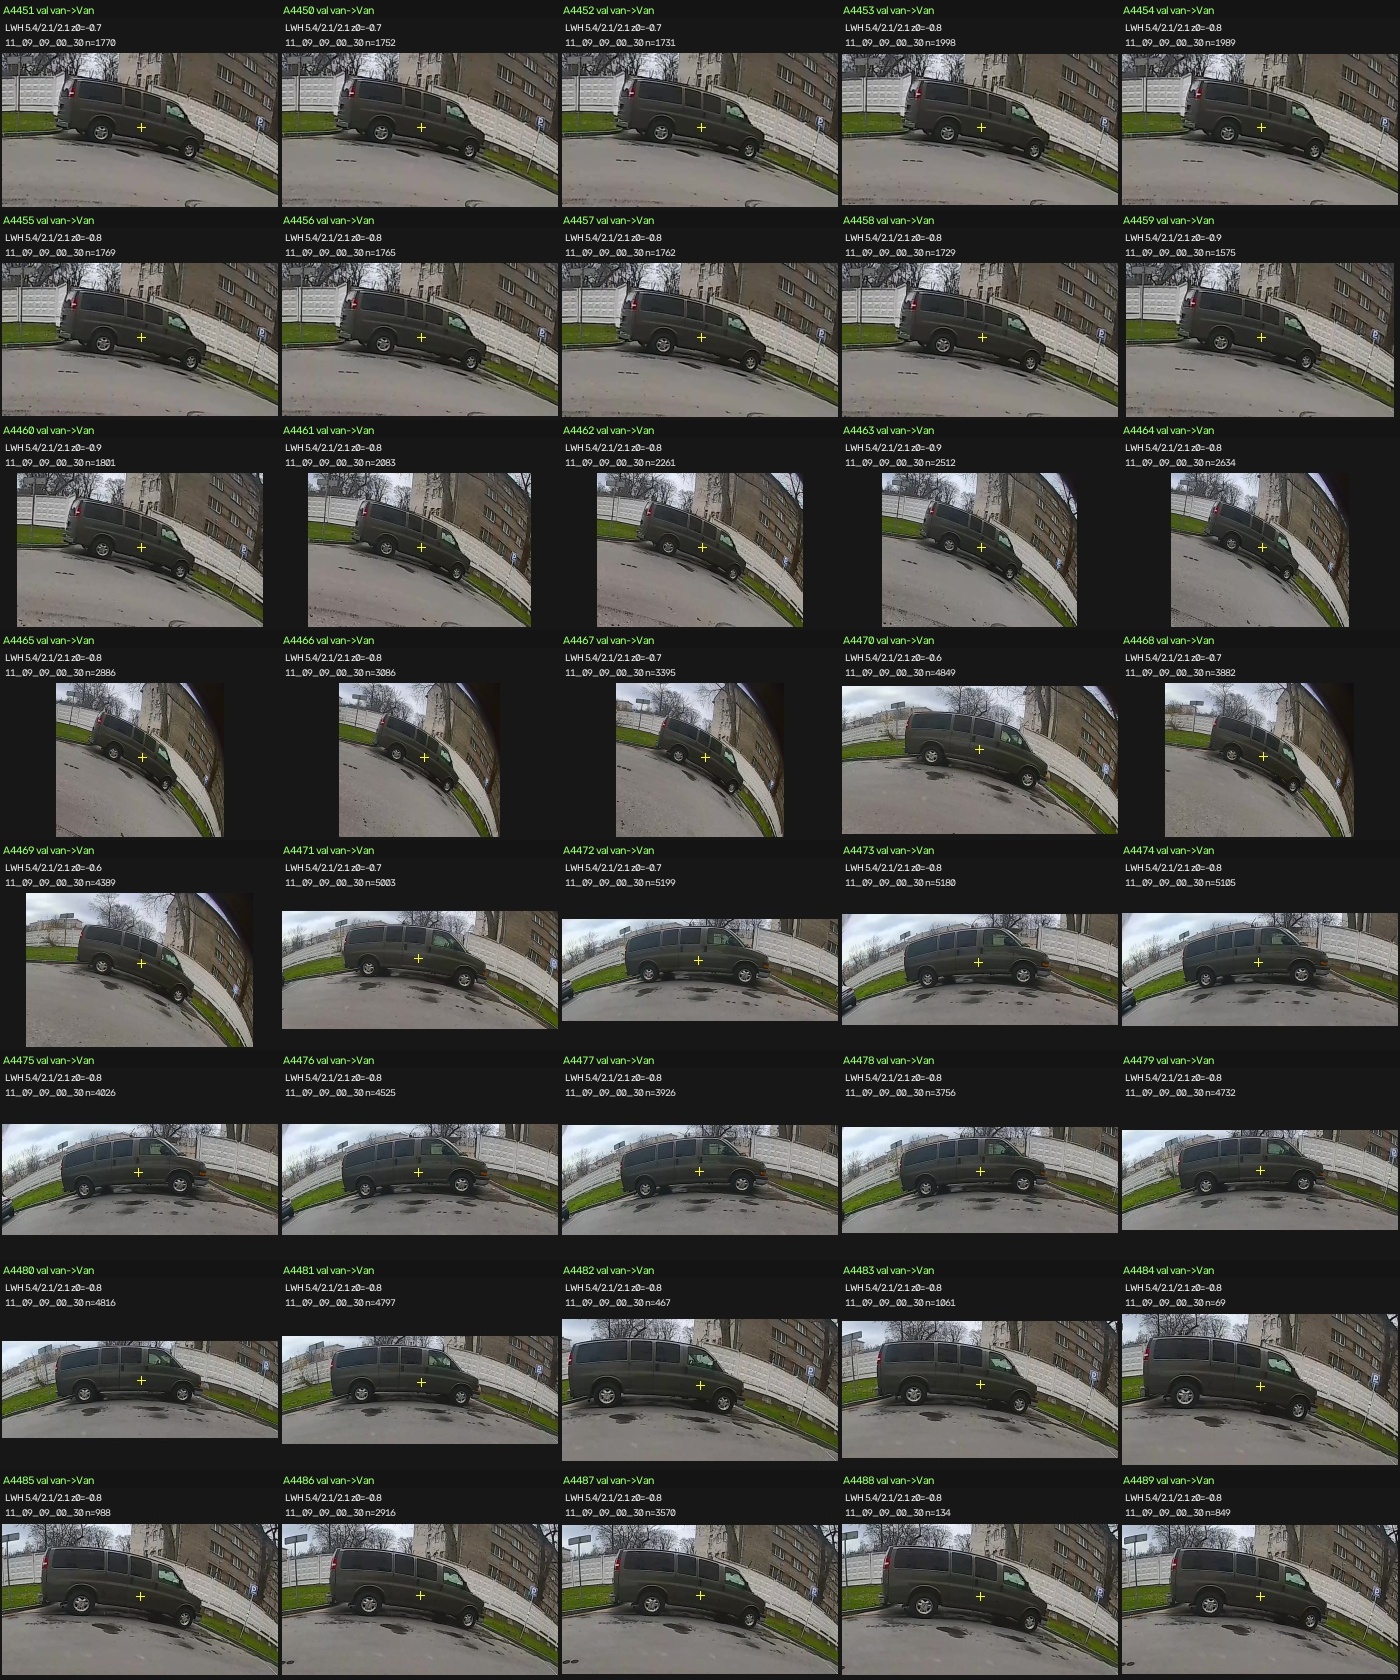 A4451 val van->Van
LWH 5.4/2.1/2.1 z0=-0.7
11_09_09_00_30 n=1770
A4450 val van->Van
LWH 5.4/2.1/2.1 z0=-0.7
11_09_09_00_30 n=1752
A4452 val van->Van
LWH 5.4/2.1/2.1 z0=-0.7
11_09_09_00_30 n=1731
A4453 val van->Van
LWH 5.4/2.1/2.1 z0=-0.8
11_09_09_00_30 n=1998
A4454 val van->Van
LWH 5.4/2.1/2.1 z0=-0.8
11_09_09_00_30 n=1989
A4455 val van->Van
LWH 5.4/2.1/2.1 z0=-0.8
11_09_09_00_30 n=1769
A4456 val van->Van
LWH 5.4/2.1/2.1 z0=-0.8
11_09_09_00_30 n=1765
A4457 val van->Van
LWH 5.4/2.1/2.1 z0=-0.8
11_09_09_00_30 n=1762
A4458 val van->Van
LWH 5.4/2.1/2.1 z0=-0.8
11_09_09_00_30 n=1729
A4459 val van->Van
LWH 5.4/2.1/2.1 z0=-0.9
11_09_09_00_30 n=1575
A4460 val van->Van
LWH 5.4/2.1/2.1 z0=-0.9
11_09_09_00_30 n=1801
A4461 val van->Van
LWH 5.4/2.1/2.1 z0=-0.8
11_09_09_00_30 n=2083
A4462 val van->Van
LWH 5.4/2.1/2.1 z0=-0.8
11_09_09_00_30 n=2261
A4463 val van->Van
LWH 5.4/2.1/2.1 z0=-0.9
11_09_09_00_30 n=2512
A4464 val van->Van
LWH 5.4/2.1/2.1 z0=-0.8
11_09_09_00_30 n=2634
A4465 val van->Van
LWH 5.4/2.1/2.1 z0=-0.8
11_09_09_00_30 n=2886
A4466 val van->Van
LWH 5.4/2.1/2.1 z0=-0.8
11_09_09_00_30 n=3086
A4467 val van->Van
LWH 5.4/2.1/2.1 z0=-0.7
11_09_09_00_30 n=3395
A4470 val van->Van
LWH 5.4/2.1/2.1 z0=-0.6
11_09_09_00_30 n=4849
A4468 val van->Van
LWH 5.4/2.1/2.1 z0=-0.7
11_09_09_00_30 n=3882
A4469 val van->Van
LWH 5.4/2.1/2.1 z0=-0.6
11_09_09_00_30 n=4389
A4471 val van->Van
LWH 5.4/2.1/2.1 z0=-0.7
11_09_09_00_30 n=5003
A4472 val van->Van
LWH 5.4/2.1/2.1 z0=-0.7
11_09_09_00_30 n=5199
A4473 val van->Van
LWH 5.4/2.1/2.1 z0=-0.8
11_09_09_00_30 n=5180
A4474 val van->Van
LWH 5.4/2.1/2.1 z0=-0.8
11_09_09_00_30 n=5105
A4475 val van->Van
LWH 5.4/2.1/2.1 z0=-0.8
11_09_09_00_30 n=4026
A4476 val van->Van
LWH 5.4/2.1/2.1 z0=-0.8
11_09_09_00_30 n=4525
A4477 val van->Van
LWH 5.4/2.1/2.1 z0=-0.8
11_09_09_00_30 n=3926
A4478 val van->Van
LWH 5.4/2.1/2.1 z0=-0.8
11_09_09_00_30 n=3756
A4479 val van->Van
LWH 5.4/2.1/2.1 z0=-0.8
11_09_09_00_30 n=4732
A4480 val van->Van
LWH 5.4/2.1/2.1 z0=-0.8
11_09_09_00_30 n=4816
A4481 val van->Van
LWH 5.4/2.1/2.1 z0=-0.8
11_09_09_00_30 n=4797
A4482 val van->Van
LWH 5.4/2.1/2.1 z0=-0.8
11_09_09_00_30 n=467
A4483 val van->Van
LWH 5.4/2.1/2.1 z0=-0.8
11_09_09_00_30 n=1061
A4484 val van->Van
LWH 5.4/2.1/2.1 z0=-0.8
11_09_09_00_30 n=69
A4485 val van->Van
LWH 5.4/2.1/2.1 z0=-0.8
11_09_09_00_30 n=988
A4486 val van->Van
LWH 5.4/2.1/2.1 z0=-0.8
11_09_09_00_30 n=2916
A4487 val van->Van
LWH 5.4/2.1/2.1 z0=-0.8
11_09_09_00_30 n=3570
A4488 val van->Van
LWH 5.4/2.1/2.1 z0=-0.8
11_09_09_00_30 n=134
A4489 val van->Van
LWH 5.4/2.1/2.1 z0=-0.8
11_09_09_00_30 n=849